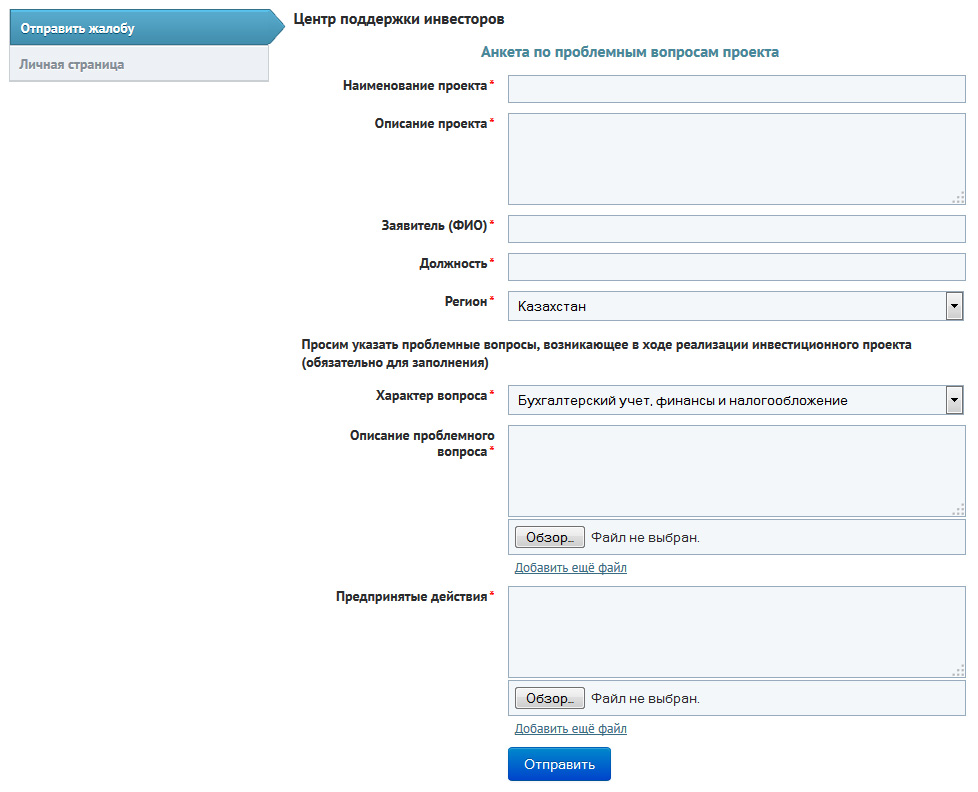 Отправить жалобу
Личная страница
Центр поддержки инвесторов
Анкета по проблемным вопросам проекта
Наименование проекта*
Описание проекта*
Заявитель (ФИО)*
Должность*
Регион*
Казахстан
Просим указать проблемные вопросы, возникающее в ходе реализации инвестиционного проекта
(обязательно для заполнения)
Характер вопроса*
Бухгалтерский учет, финансы и налогообложение
Описание проблемного
вопроса*
Обзор… Файл не выбран.
Добавить ещё файл
Предпринятые действия*
Обзор… Файл не выбран.
Добавить ещё файл
Отправить